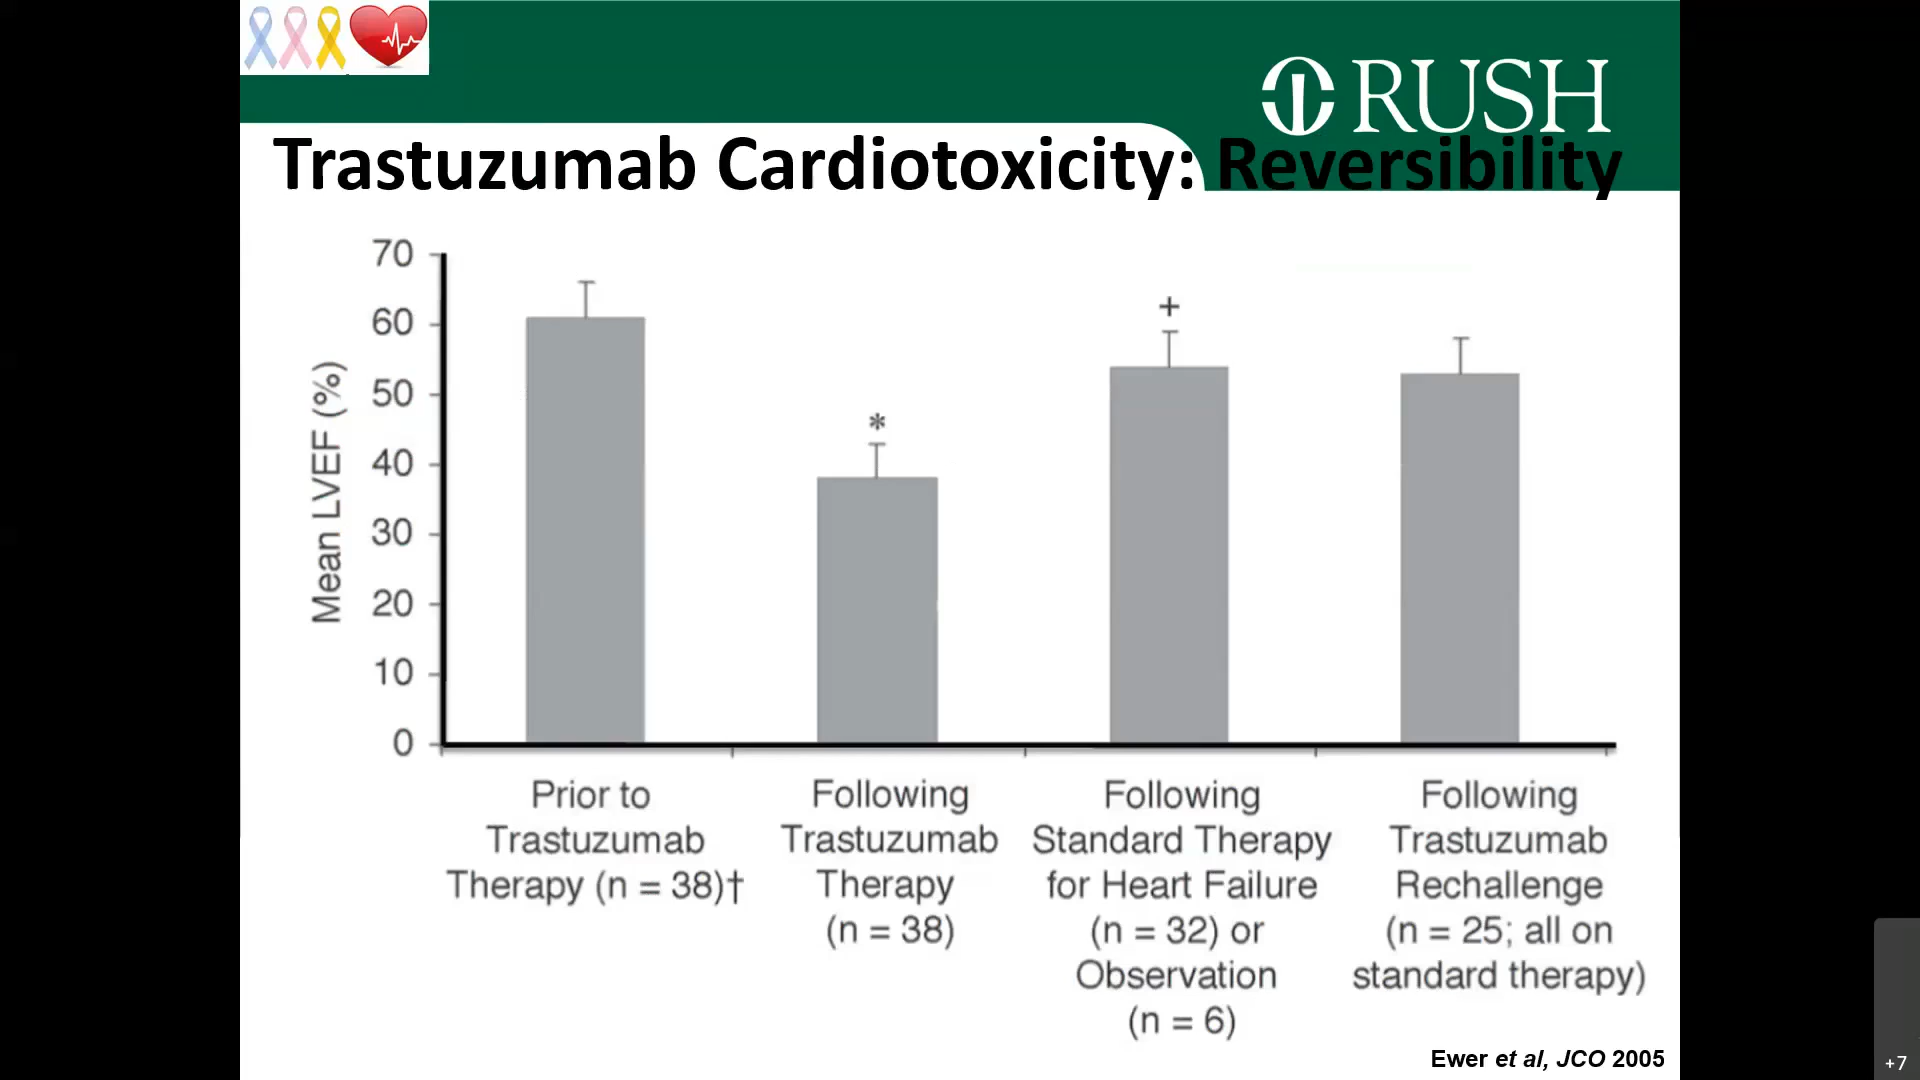 RUSH
Trastuzumab Cardiotoxicity: Reversibility
Mean LVEF (%)
70
60
50
40
30
20
10
0
*
+
Prior to
Trastuzumab
Therapy (n = 38)†
Following
Trastuzumab
Therapy
(n = 38)
Following
Standard Therapy
for Heart Failure
(n = 32) or
Observation
(n = 6)
Following
Trastuzumab
Rechallenge
(n = 25; all on
standard therapy)
Ewer et al, JCO 2005
+7